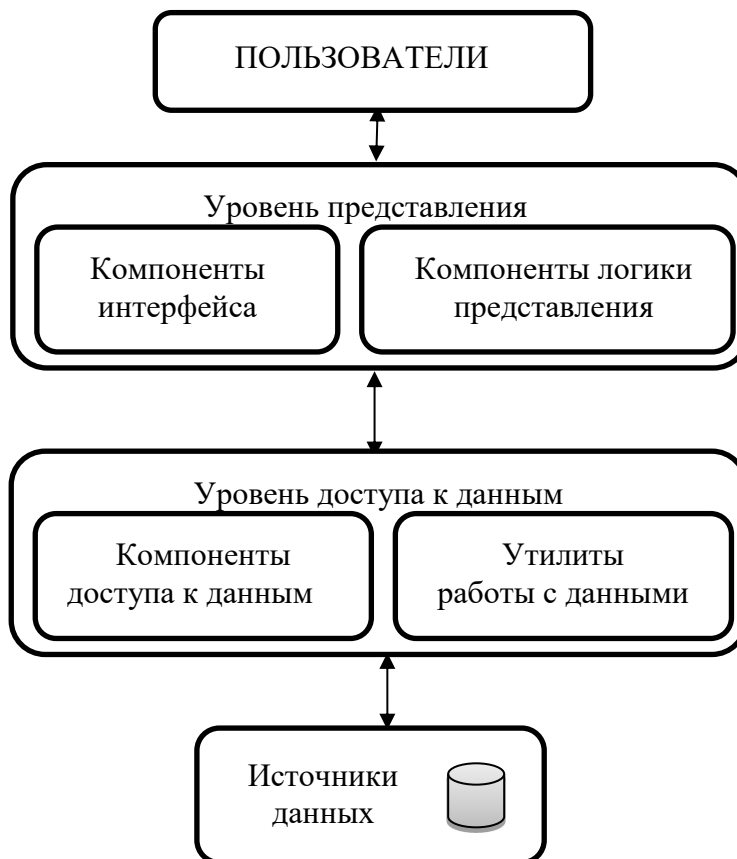 ПОЛЬЗОВАТЕЛИ
Уровень представления
Компоненты
интерфейса
Компоненты логики
представления
Уровень доступа к данным
Компоненты
доступа к данным
Утилиты
работы с данными
Источники
данных